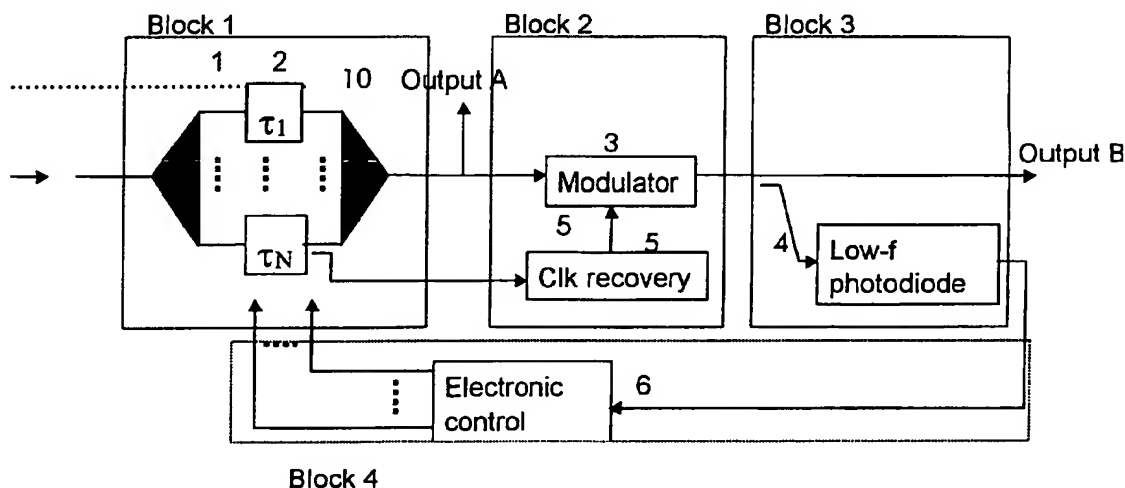 Block 1
Block 2
Block 3
1
2
10
Output A
τ1
3
Output B
Modulator
5
5
4
Low-f
photodiode
τN
Clk recovery
Electronic
control
6
Block 4